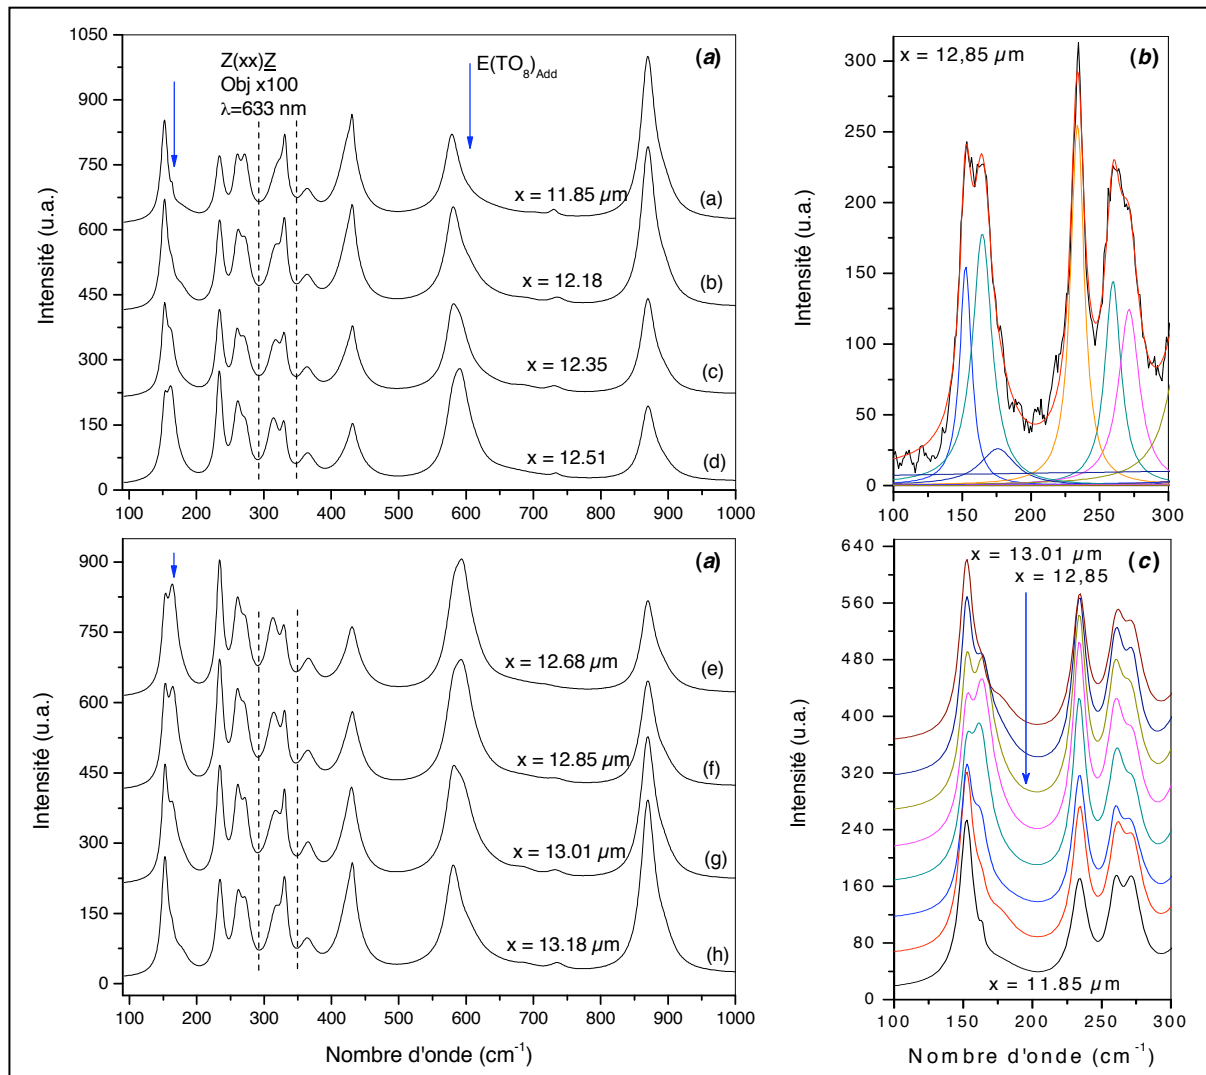 1050
900
750
600
450
300
150
0
Intensité (u.a.)
Z(xx)Z
Obj x100
λ=633 nm
E(TO8)Add
(a)
x = 11.85 µm
(a)
x = 12.18
(b)
x = 12.35
(c)
x = 12.51
(d)
100 200 300 400 500 600 700 800 900 1000
x = 12,85 µm
(b)
300
250
200
150
100
50
0
Intensité (u.a.)
100 150 200 250 300
900
750
600
450
300
150
0
Intensité (u.a.)
(a)
x = 12.68 µm
(e)
x = 12.85 µm
(f)
x = 13.01 µm
(g)
x = 13.18 µm
(h)
100 200 300 400 500 600 700 800 900 1000
Nombre d'onde (cm-1)
640
560
480
400
320
240
160
80
0
Intensité (u.a.)
x = 13.01 µm
x = 12,85
(c)
x = 11.85 µm
100 150 200 250 300
Nombre d'onde (cm-1)